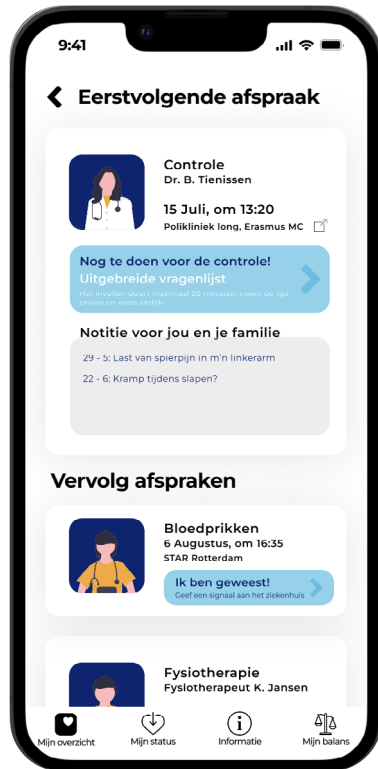 9:41
Eerstvolgende afspraak
Controle
Dr. B. Tienissen
15 Juli, om 13:20
Polikliniek long, Erasmus MC
Nog te doen voor de controle!
Uitgebreide vragenlijst
Het invullen duurt maximaal 20 minuten, neem de tijd
ervoor en wees eerlijk.
Notitie voor jou en je familie
29 - 5: Last van spierpijn in m'n linkerarm
22 - 6: Kramp tijdens slapen?
Vervolg afspraken
Bloedprikken
6 Augustus, om 16:35
STAR Rotterdam
Ik ben geweest!
Geef een signaal aan het ziekenhuis
Fysiotherapie
Fysiotherapeut K. Jansen
Mijn overzicht
Mijn status
Informatie
Mijn balans